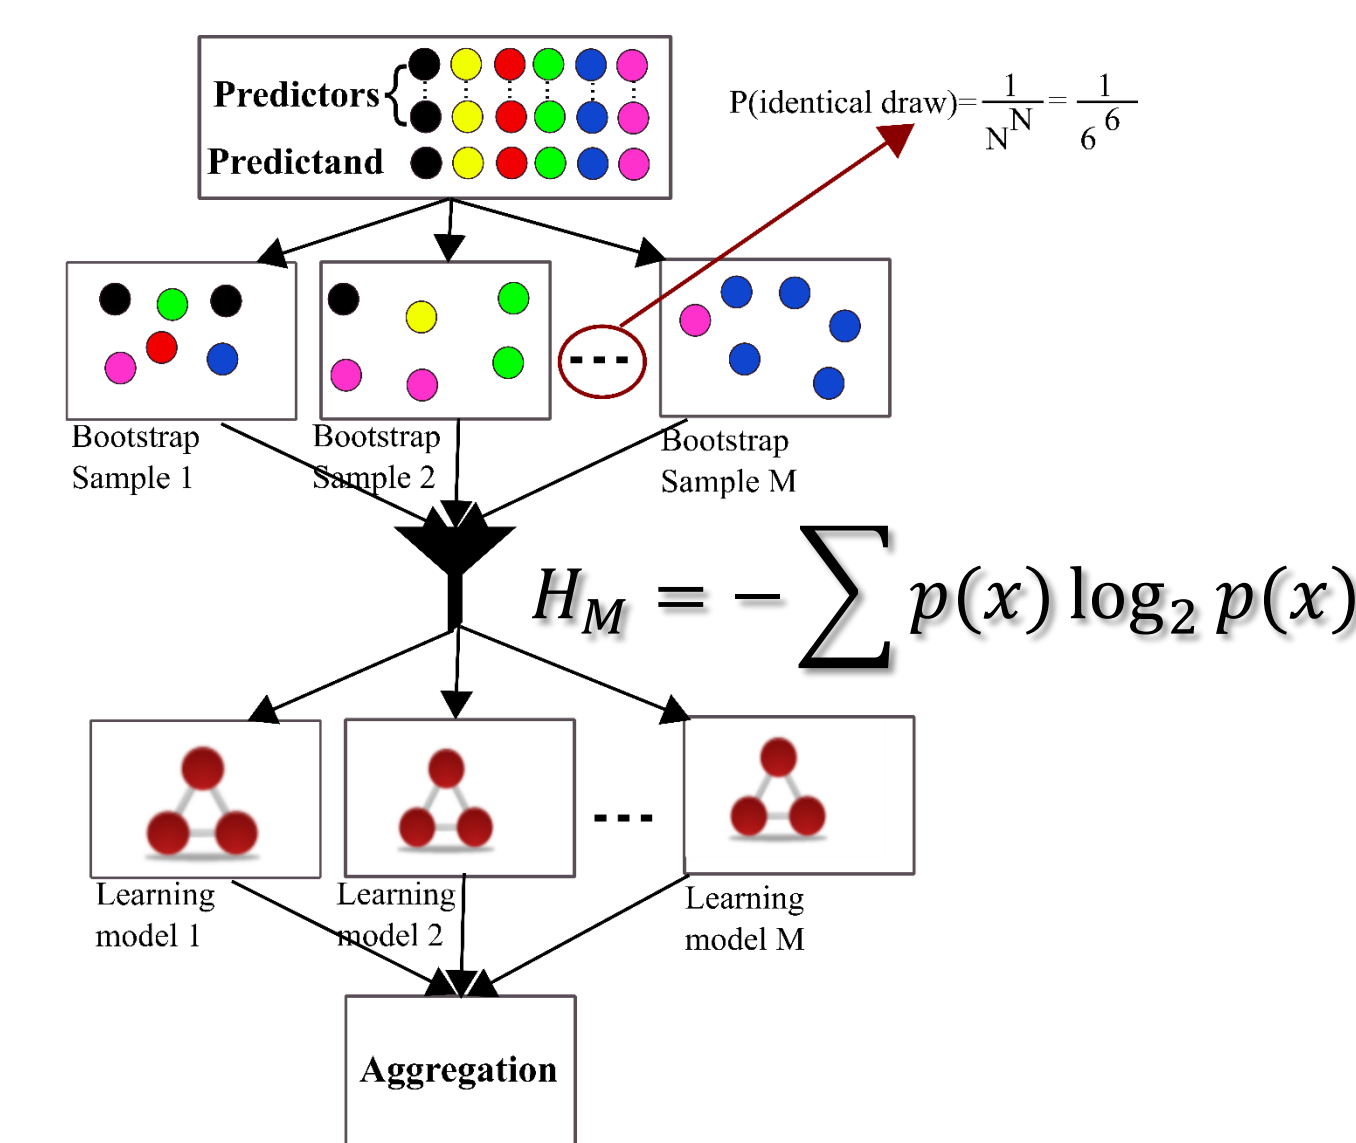 Predictors
Predictand
P(identical draw)= 1/N^N = 1/6^6
Bootstrap
Sample 1
Bootstrap
Sample 2
Bootstrap
Sample M
H_M = − ∑ p(x) log₂ p(x)
Learning
model 1
Learning
model 2
Learning
model M
Aggregation